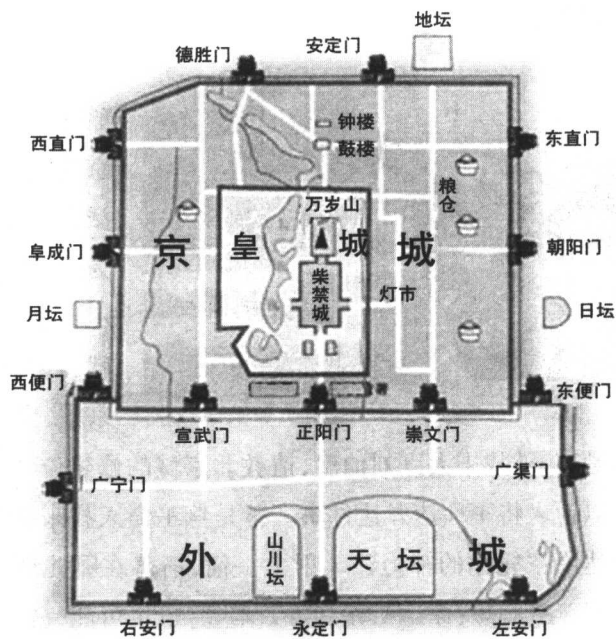 地坛
安定门
德胜门
钟楼
鼓楼
西直门
东直门
粮仓
万岁山
京 皇 城 城
阜成门
朝阳门
柴禁城
灯市
月坛
日坛
西便门
东便门
宣武门
正阳门
崇文门
广宁门
广渠门
外 山川坛 天坛 城
右安门
永定门
左安门